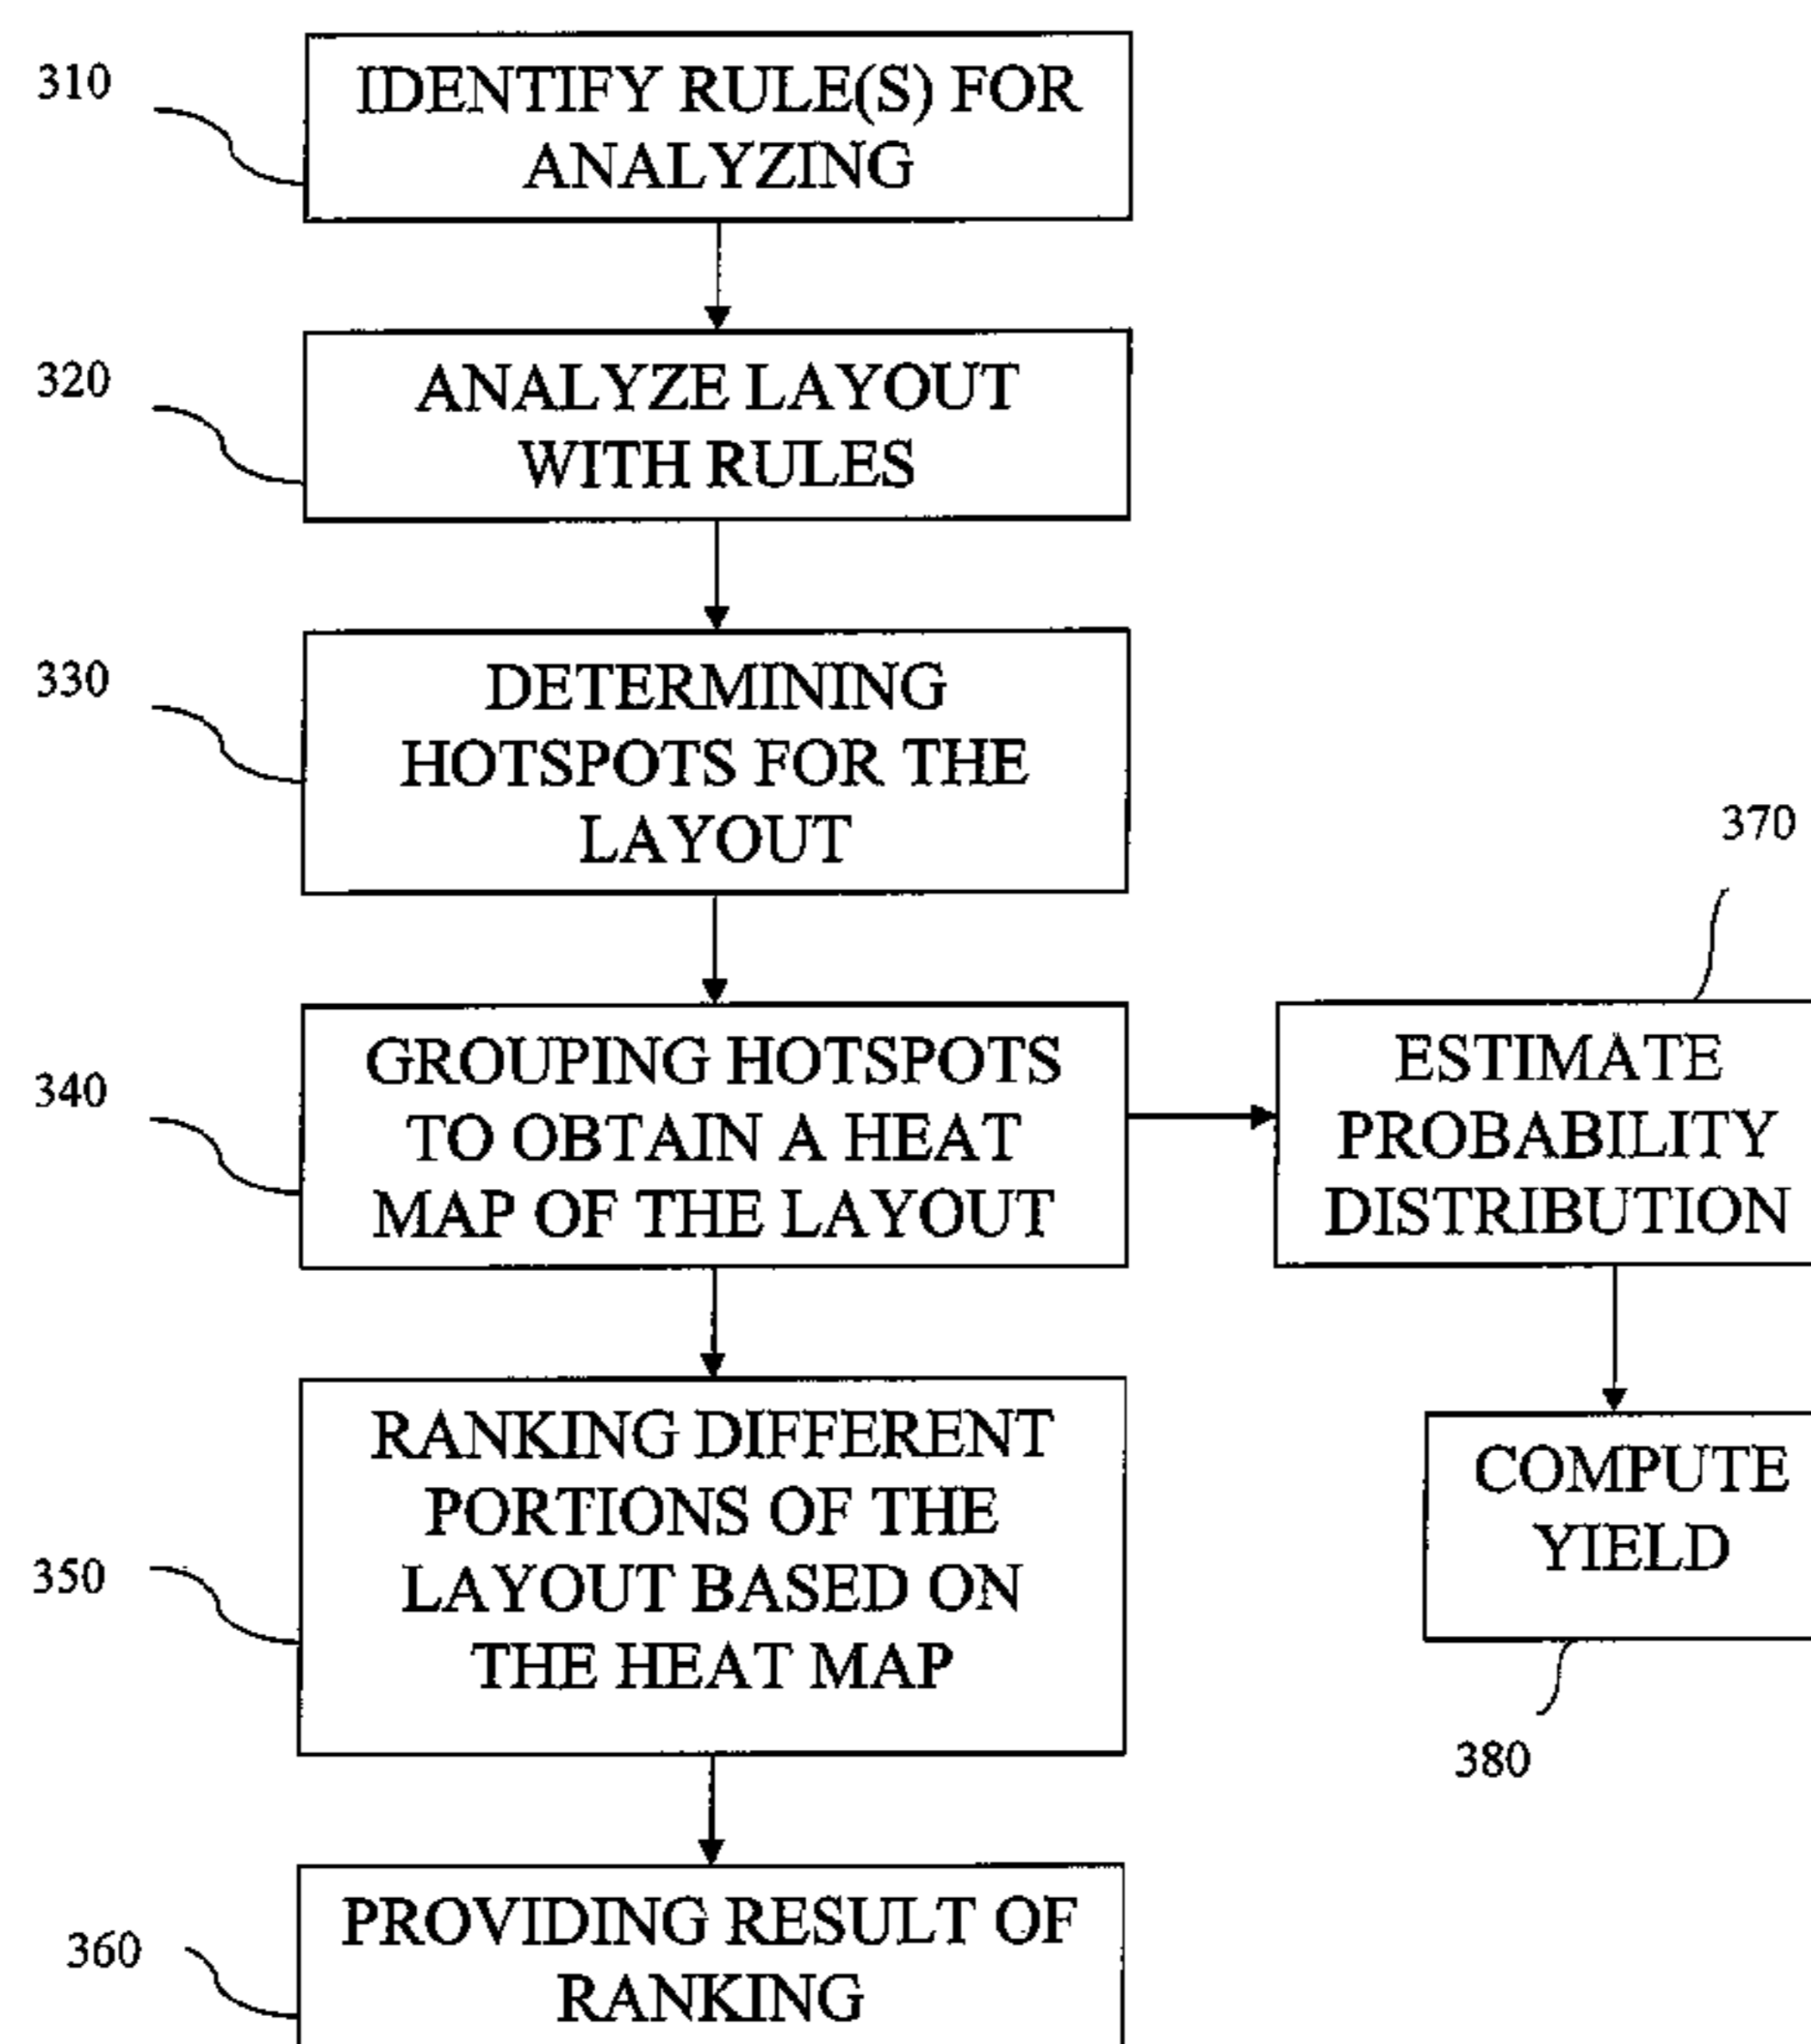 310
IDENTIFY RULE(S) FOR
ANALYZING
320
ANALYZE LAYOUT
WITH RULES
330
DETERMINING
HOTSPOTS FOR THE
LAYOUT
340
GROUPING HOTSPOTS
TO OBTAIN A HEAT
MAP OF THE LAYOUT
370
ESTIMATE
PROBABILITY
DISTRIBUTION
350
RANKING DIFFERENT
PORTIONS OF THE
LAYOUT BASED ON
THE HEAT MAP
COMPUTE
YIELD
380
360
PROVIDING RESULT OF
RANKING